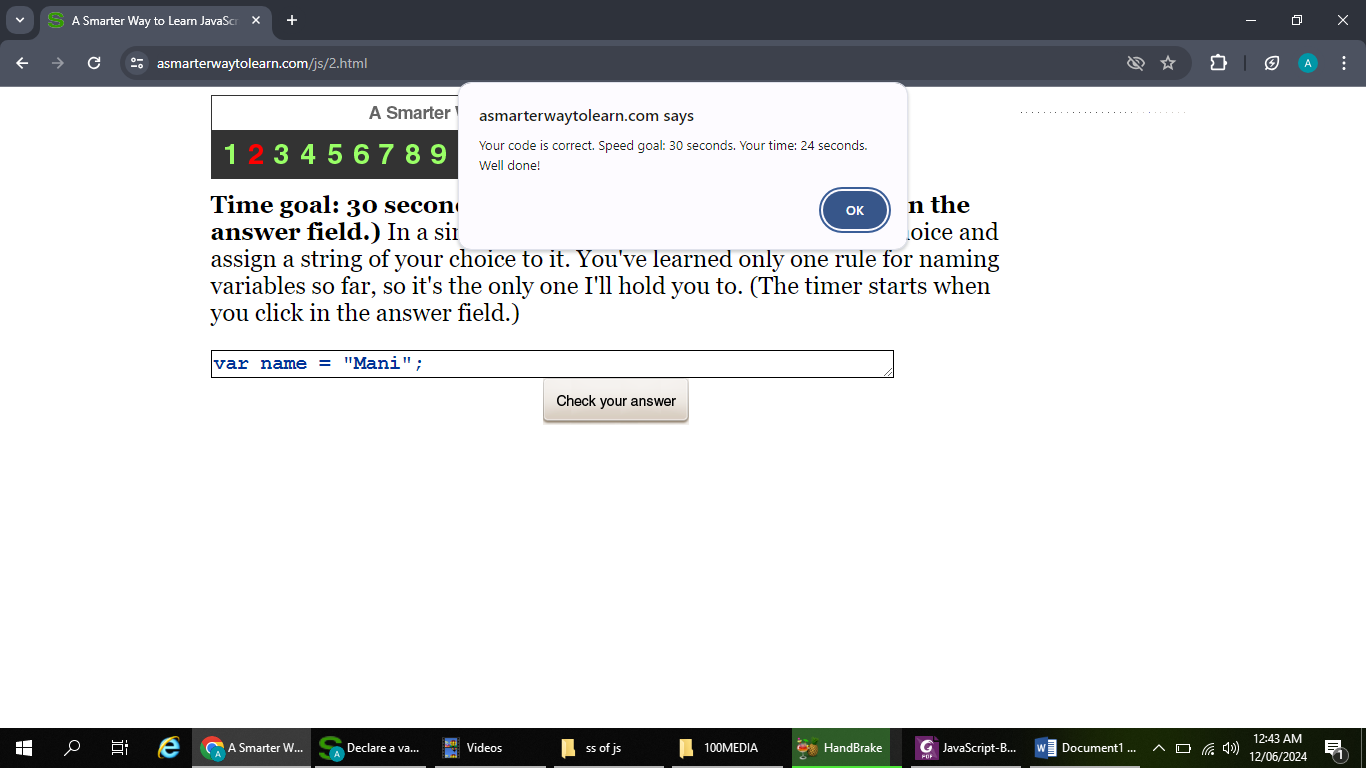 A Smarter Way to Learn JavaScr
asmarterwaytolearn.com/js/2.html
A
A Smarter
1 2 3 4 5 6 7 8 9
asmarterwaytolearn.com says
Your code is correct. Speed goal: 30 seconds. Your time: 24 seconds.
Well done!
OK
Time goal: 30 secon n the
answer field.) In a sin oice and
assign a string of your choice to it. You've learned only one rule for naming
variables so far, so it's the only one I'll hold you to. (The timer starts when
you click in the answer field.)
var name = "Mani";
Check your answer
A Smarter W... Declare a va... Videos ss of js 100MEDIA HandBrake JavaScript-B... Document1 ...
12:43 AM
12/06/2024
1